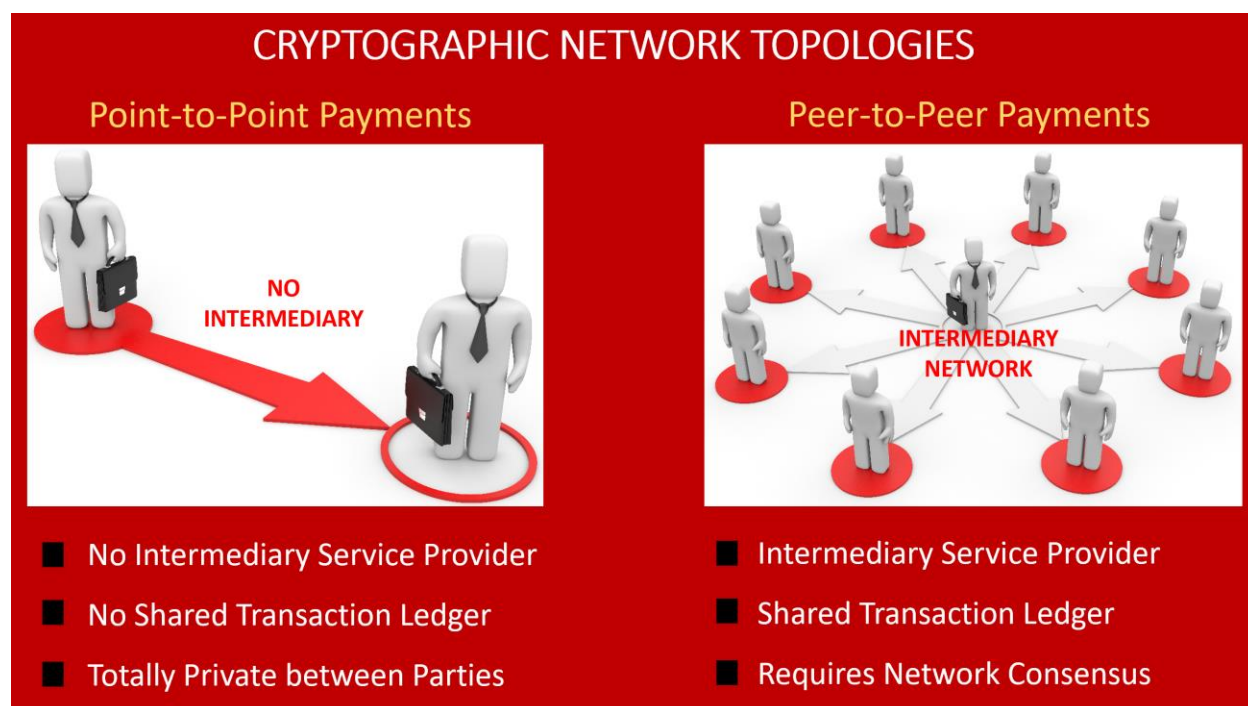 CRYPTOGRAPHIC NETWORK TOPOLOGIES
Point-to-Point Payments
NO
INTERMEDIARY
No Intermediary Service Provider
No Shared Transaction Ledger
Totally Private between Parties
Peer-to-Peer Payments
INTERMEDIARY
NETWORK
Intermediary Service Provider
Shared Transaction Ledger
Requires Network Consensus